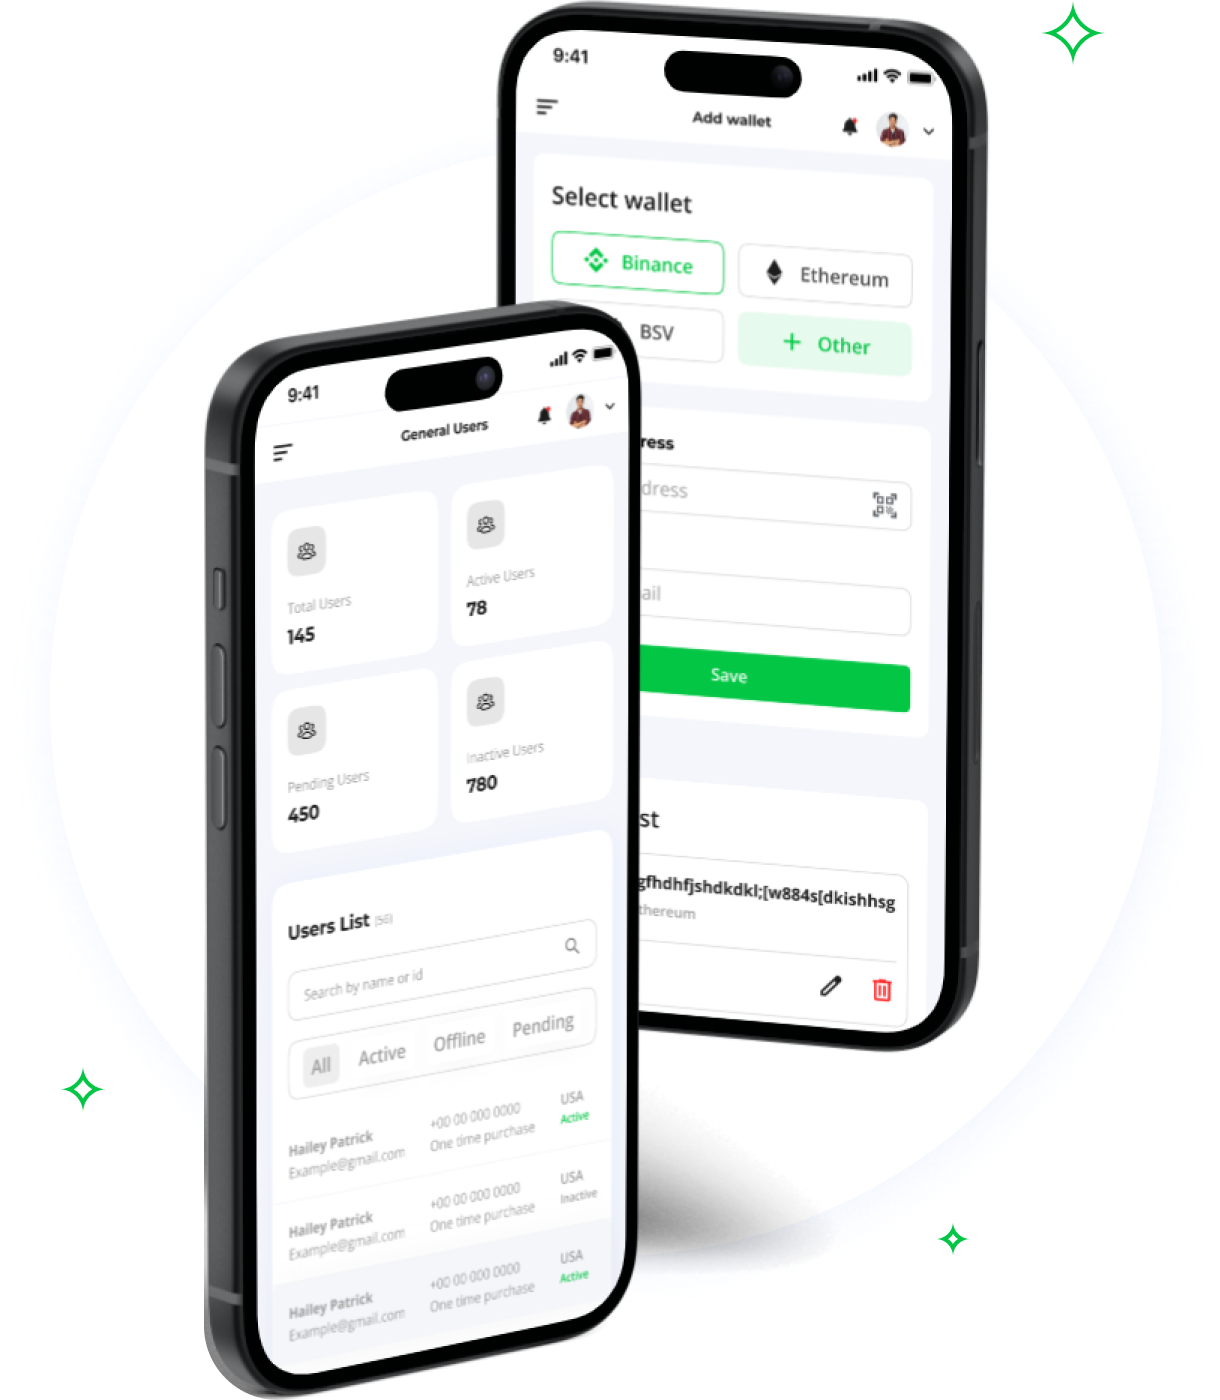 9:41
Add wallet
Select wallet
Binance
Ethereum
BSV
Other
ress
dress
ail
Save
st
gfhdhfjshdkdkl;[w884s[dkishhsg
thereum
9:41
General Users
Total Users
145
Active Users
78
Pending Users
450
Inactive Users
780
Users List (56)
Search by name or id
All Active Offline Pending
Hailey Patrick
Example@gmail.com
+00 00 000 0000
One time purchase
USA
Active
Hailey Patrick
Example@gmail.com
+00 00 000 0000
One time purchase
USA
Inactive
Hailey Patrick
Example@gmail.com
+00 00 000 0000
One time purchase
USA
Active